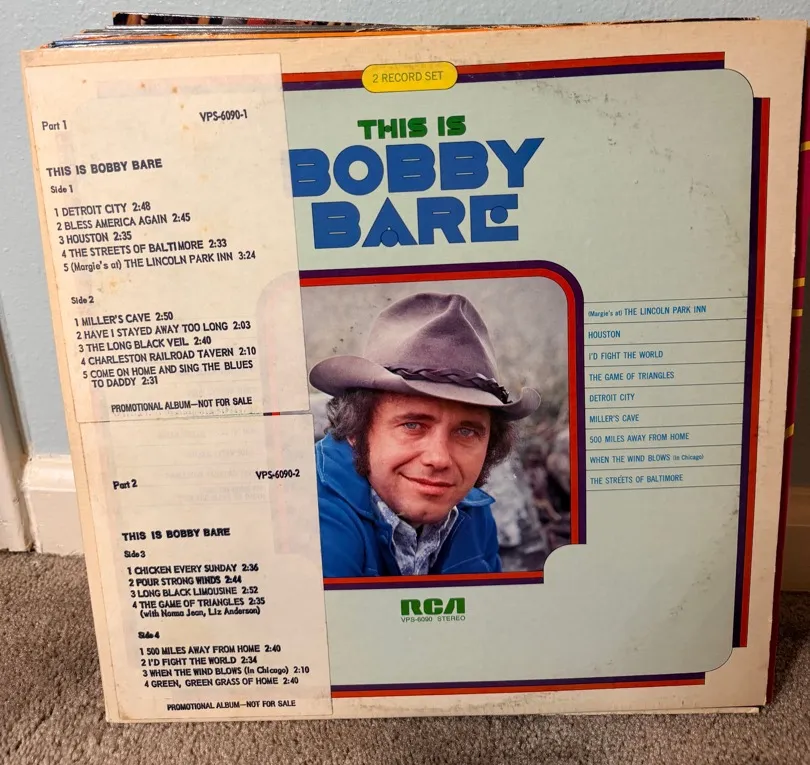 2 RECORD SET
THIS IS
BOBBY
BARE
Part 1 VPS-6090-1
THIS IS BOBBY BARE
Side 1
1 DETROIT CITY 2:48
2 BLESS AMERICA AGAIN 2:45
3 HOUSTON 2:35
4 THE STREETS OF BALTIMORE 2:33
5 (Margie's at) THE LINCOLN PARK INN 3:24
Side 2
1 MILLER'S CAVE 2:50
2 HAVE I STAYED AWAY TOO LONG 2:03
3 THE LONG BLACK VEIL 2:40
4 CHARLESTON RAILROAD TAVERN 2:10
5 COME ON HOME AND SING THE BLUES
TO DADDY 2:31
PROMOTIONAL ALBUM—NOT FOR SALE
Part 2 VPS-6090-2
THIS IS BOBBY BARE
Side 3
1 CHICKEN EVERY SUNDAY 2:36
2 FOUR STRONG WINDS 2:44
3 LONG BLACK LIMOUSINE 2:52
4 THE GAME OF TRIANGLES 2:35
(with Norma Jean, Liz Anderson)
Side 4
1 500 MILES AWAY FROM HOME 2:40
2 I'D FIGHT THE WORLD 2:34
3 WHEN THE WIND BLOWS (In Chicago) 2:10
4 GREEN, GREEN GRASS OF HOME 2:40
PROMOTIONAL ALBUM—NOT FOR SALE
(Margie's at) THE LINCOLN PARK INN
HOUSTON
I'D FIGHT THE WORLD
THE GAME OF TRIANGLES
DETROIT CITY
MILLER'S CAVE
500 MILES AWAY FROM HOME
WHEN THE WIND BLOWS (In Chicago)
THE STREETS OF BALTIMORE
RCA
VPS-6090 STEREO